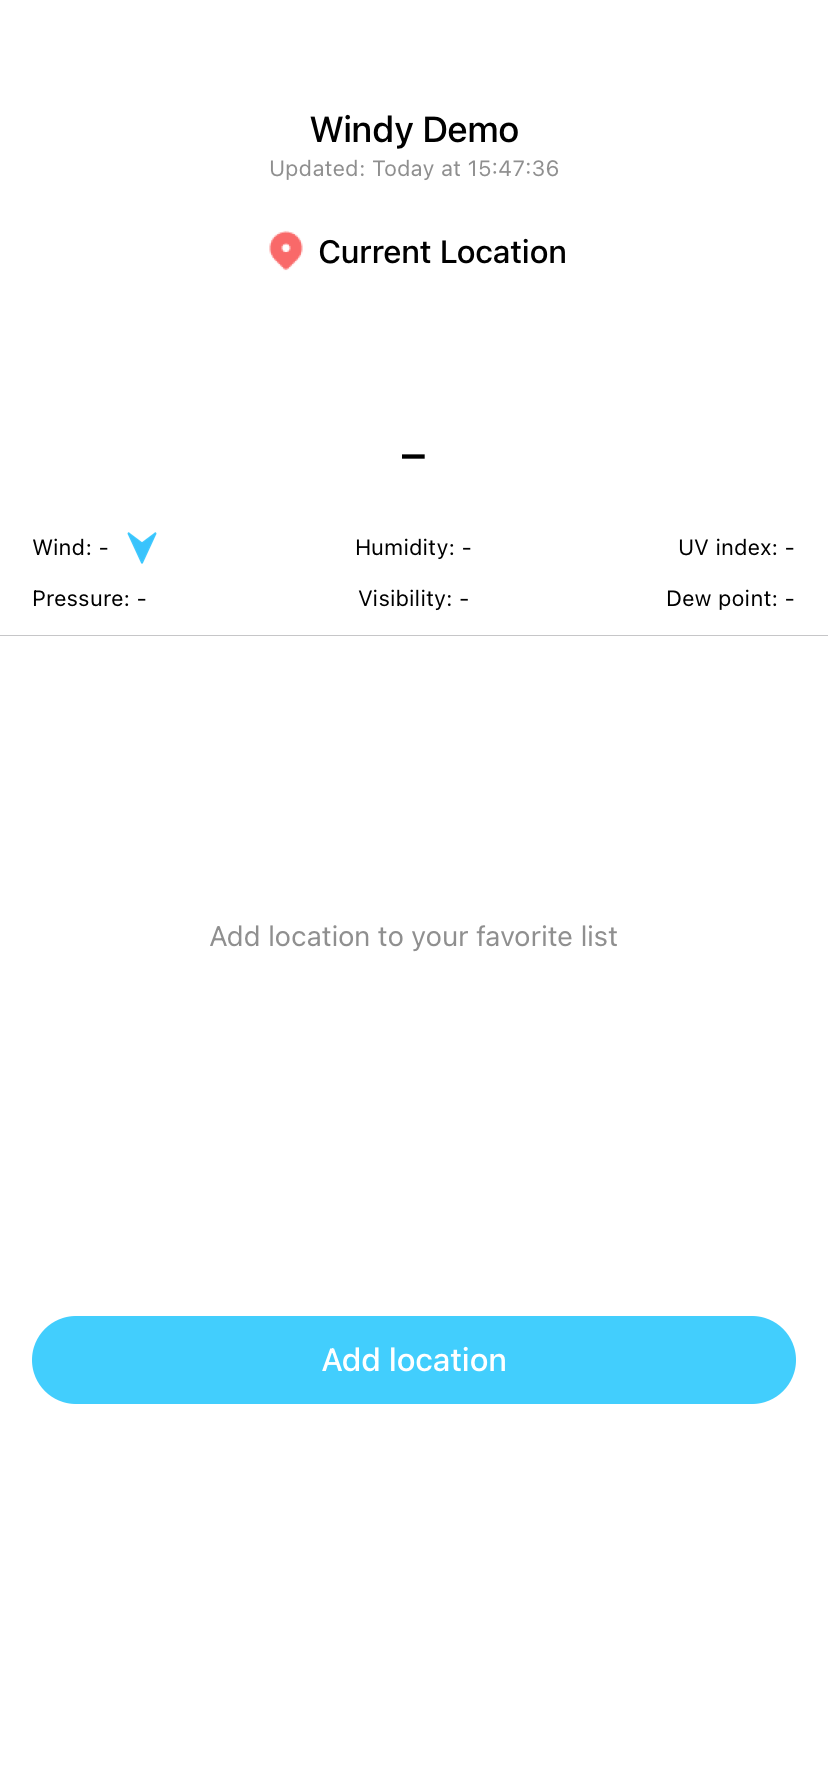 Windy Demo
Updated: Today at 15:47:36
Current Location
–
Wind: - Humidity: - UV index: -
Pressure: - Visibility: - Dew point: -
Add location to your favorite list
Add location